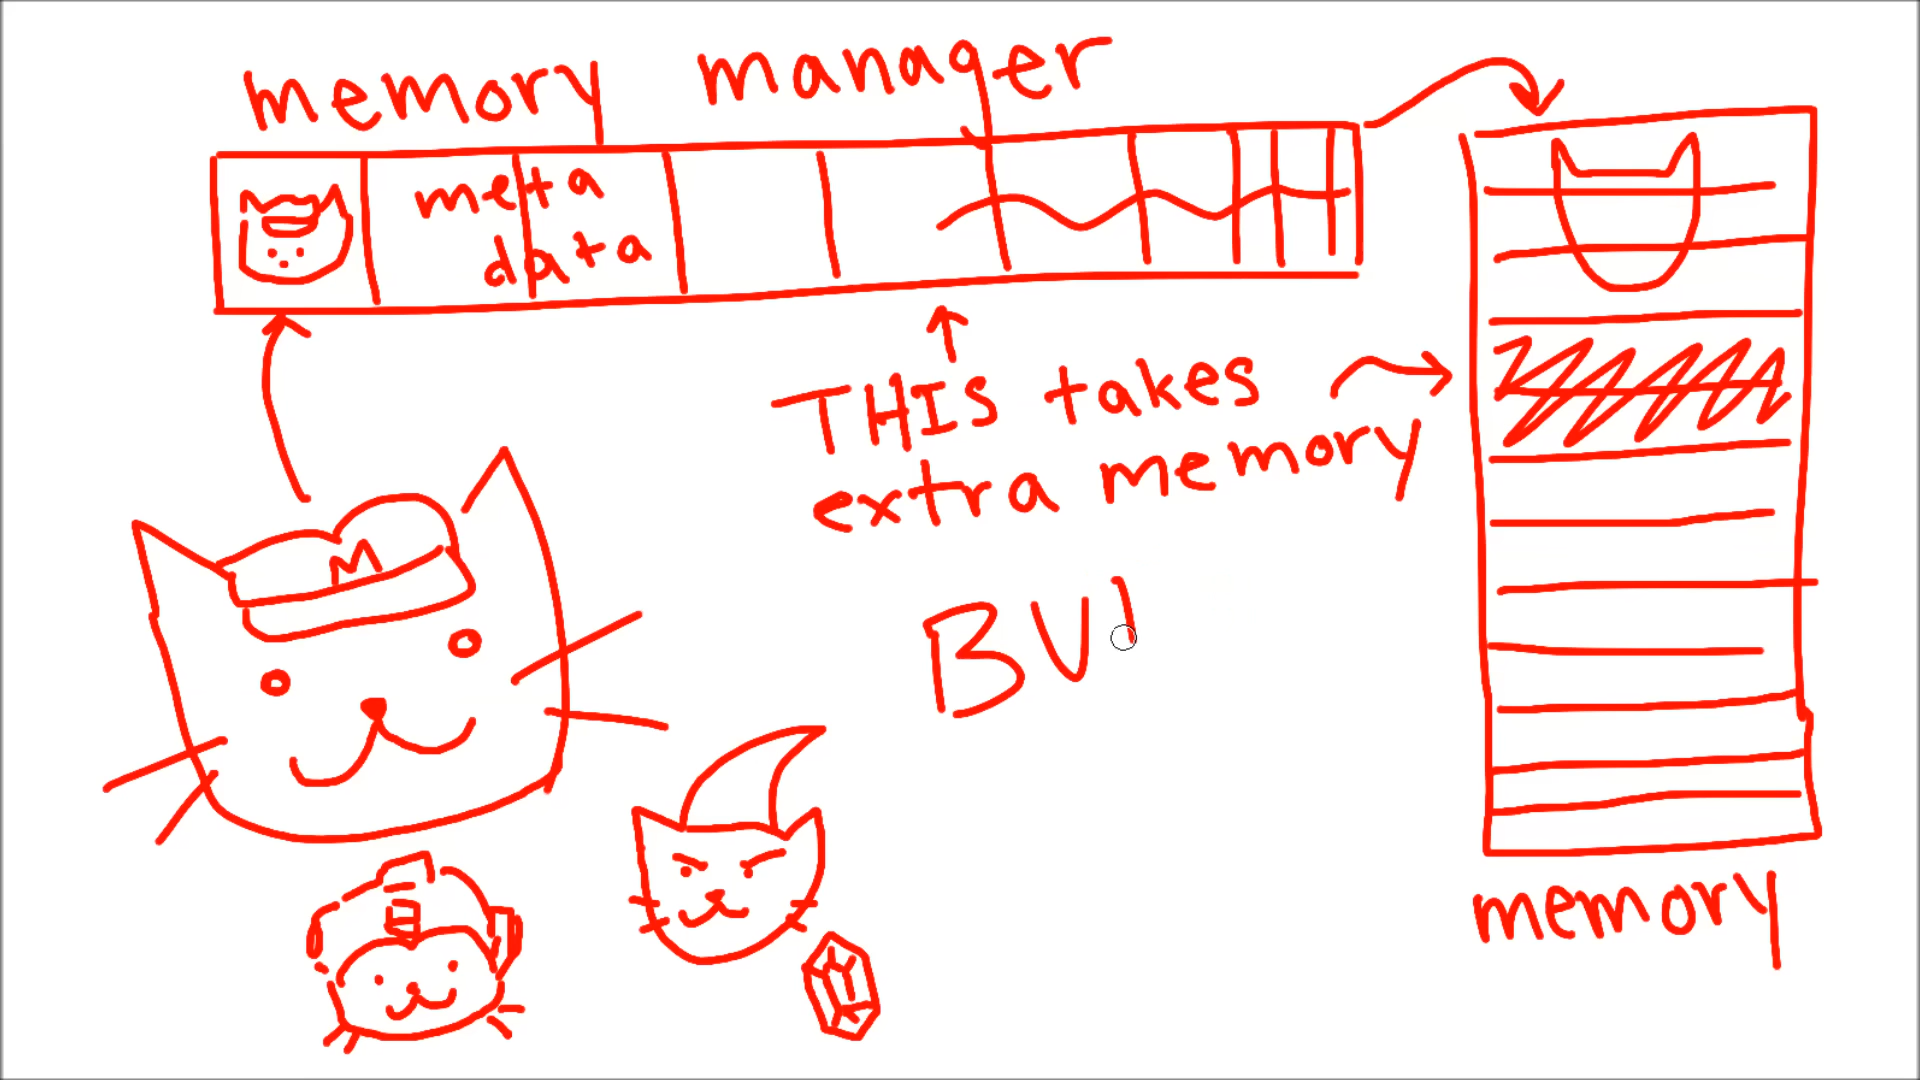 memory manager
meta
data
THIS takes
extra memory
M
BU
memory